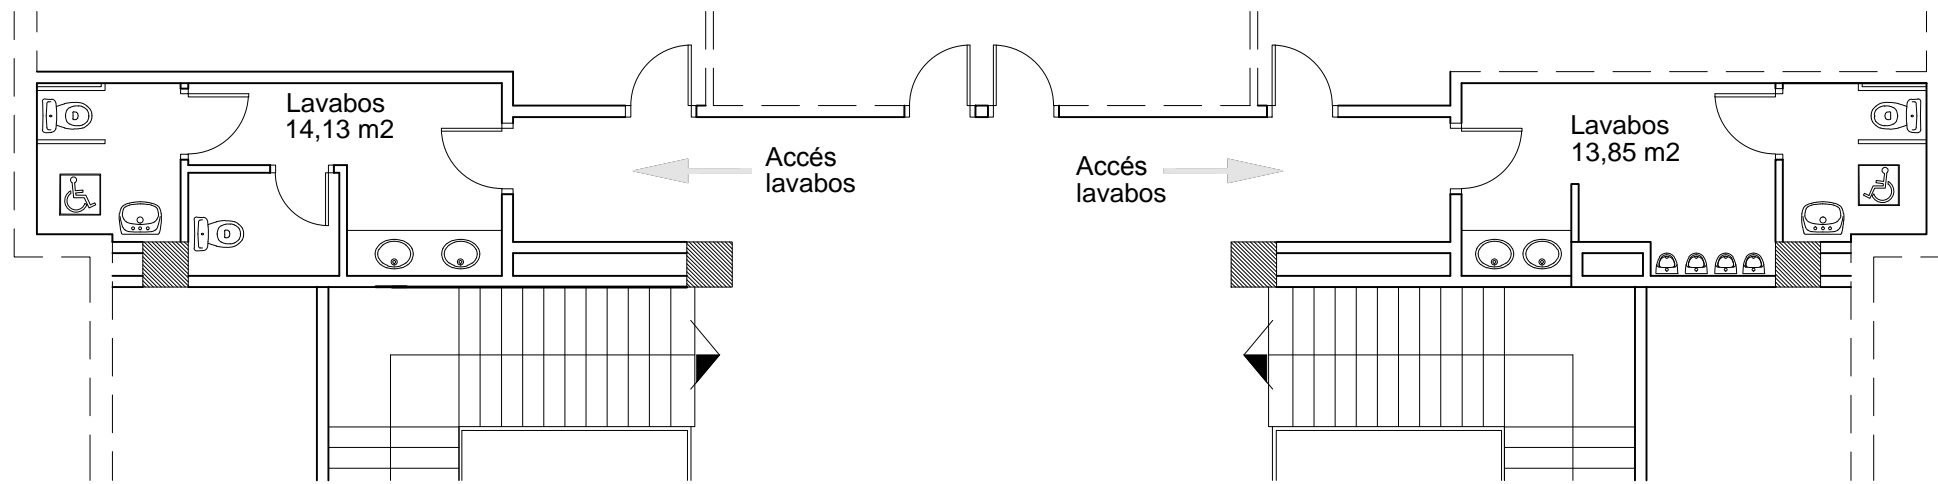 Lavabos
14,13 m2
Accés
lavabos
Accés
lavabos
Lavabos
13,85 m2